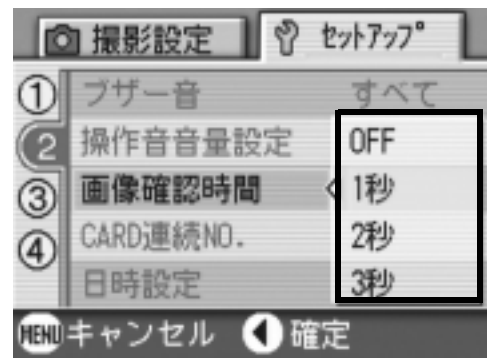 撮影設定 セットアップ
① ブザー音 すべて
2 操作音音量設定 OFF
③ 画像確認時間 1秒
④ CARD連続NO. 2秒
日時設定 3秒
MENU キャンセル 確定